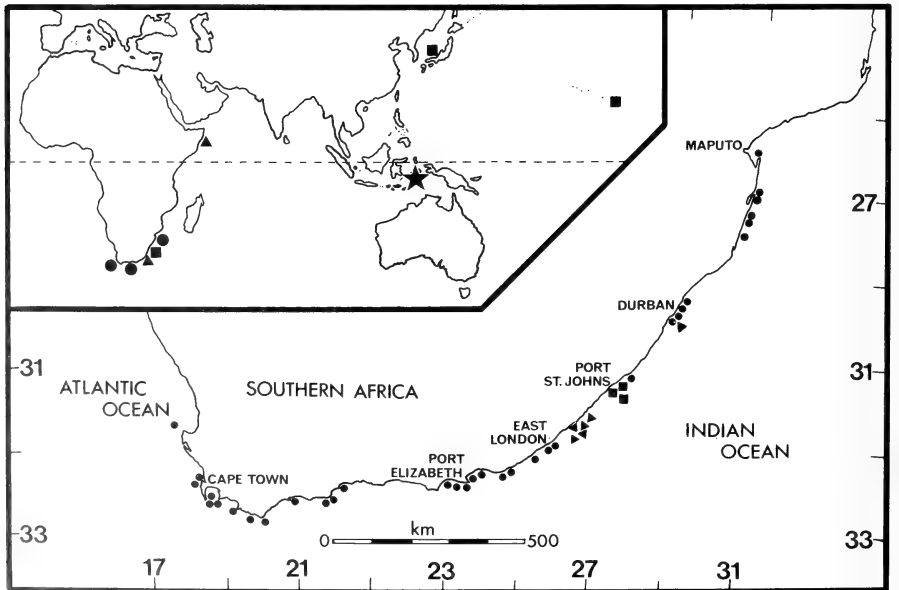 MAPUTO
27
DURBAN
31
PORT
ST. JOHNS
31
ATLANTIC
OCEAN
SOUTHERN AFRICA
EAST
LONDON
INDIAN
OCEAN
PORT
ELIZABETH
CAPE TOWN
km
0
500
33
33
17
21
23
27
31